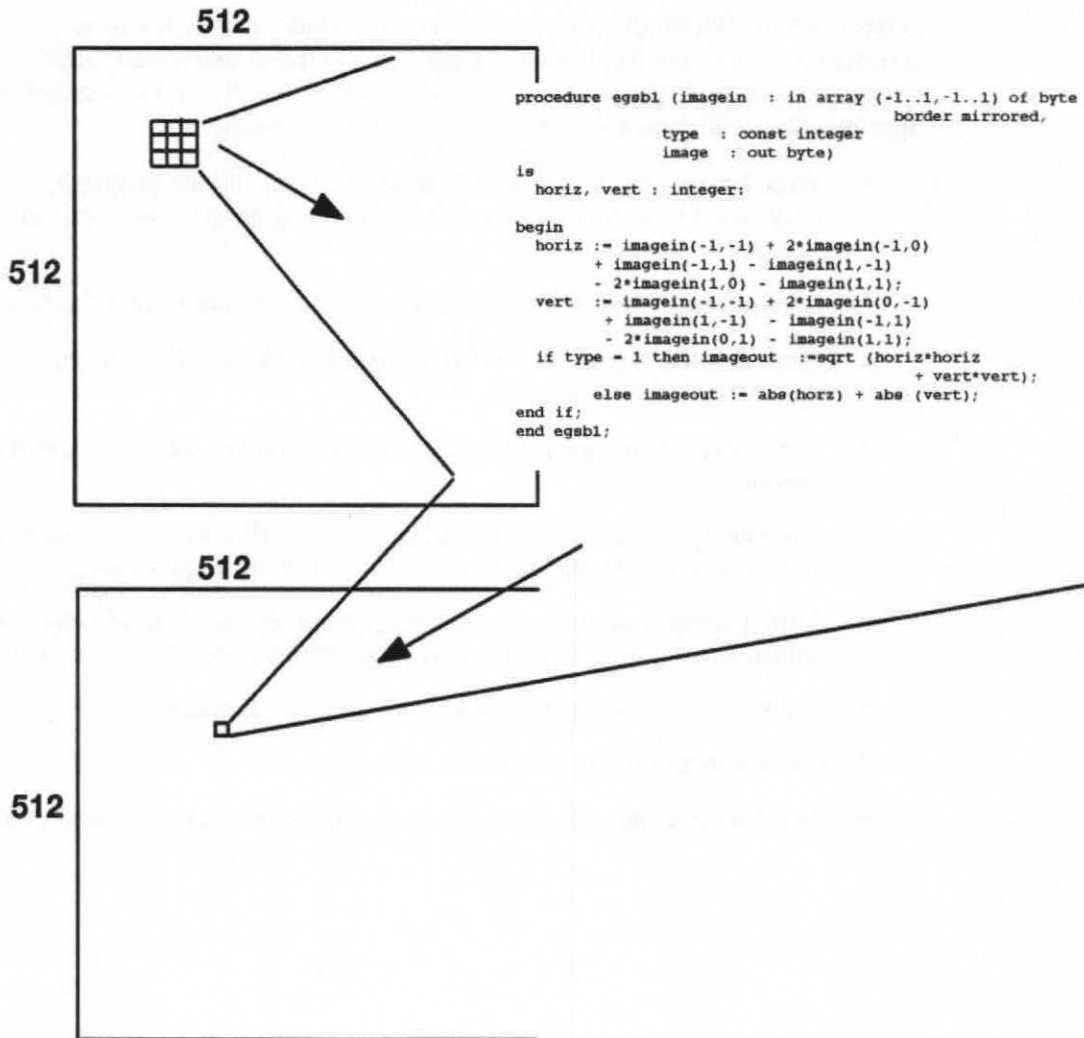 512
procedure egsbl (imagein : in array (-1..1,-1..1) of byte
border mirrored,
type : const integer
image : out byte)
is
horiz, vert : integer:
begin
horiz := imagein(-1,-1) + 2*imagein(-1,0)
+ imagein(-1,1) - imagein(1,-1)
- 2*imagein(1,0) - imagein(1,1);
vert := imagein(-1,-1) + 2*imagein(0,-1)
+ imagein(1,-1) - imagein(-1,1)
- 2*imagein(0,1) - imagein(1,1);
if type = 1 then imageout :=sqrt (horiz*horiz
+ vert*vert);
else imageout := abs(horz) + abs (vert);
end if;
end egsbl;
512
512
512